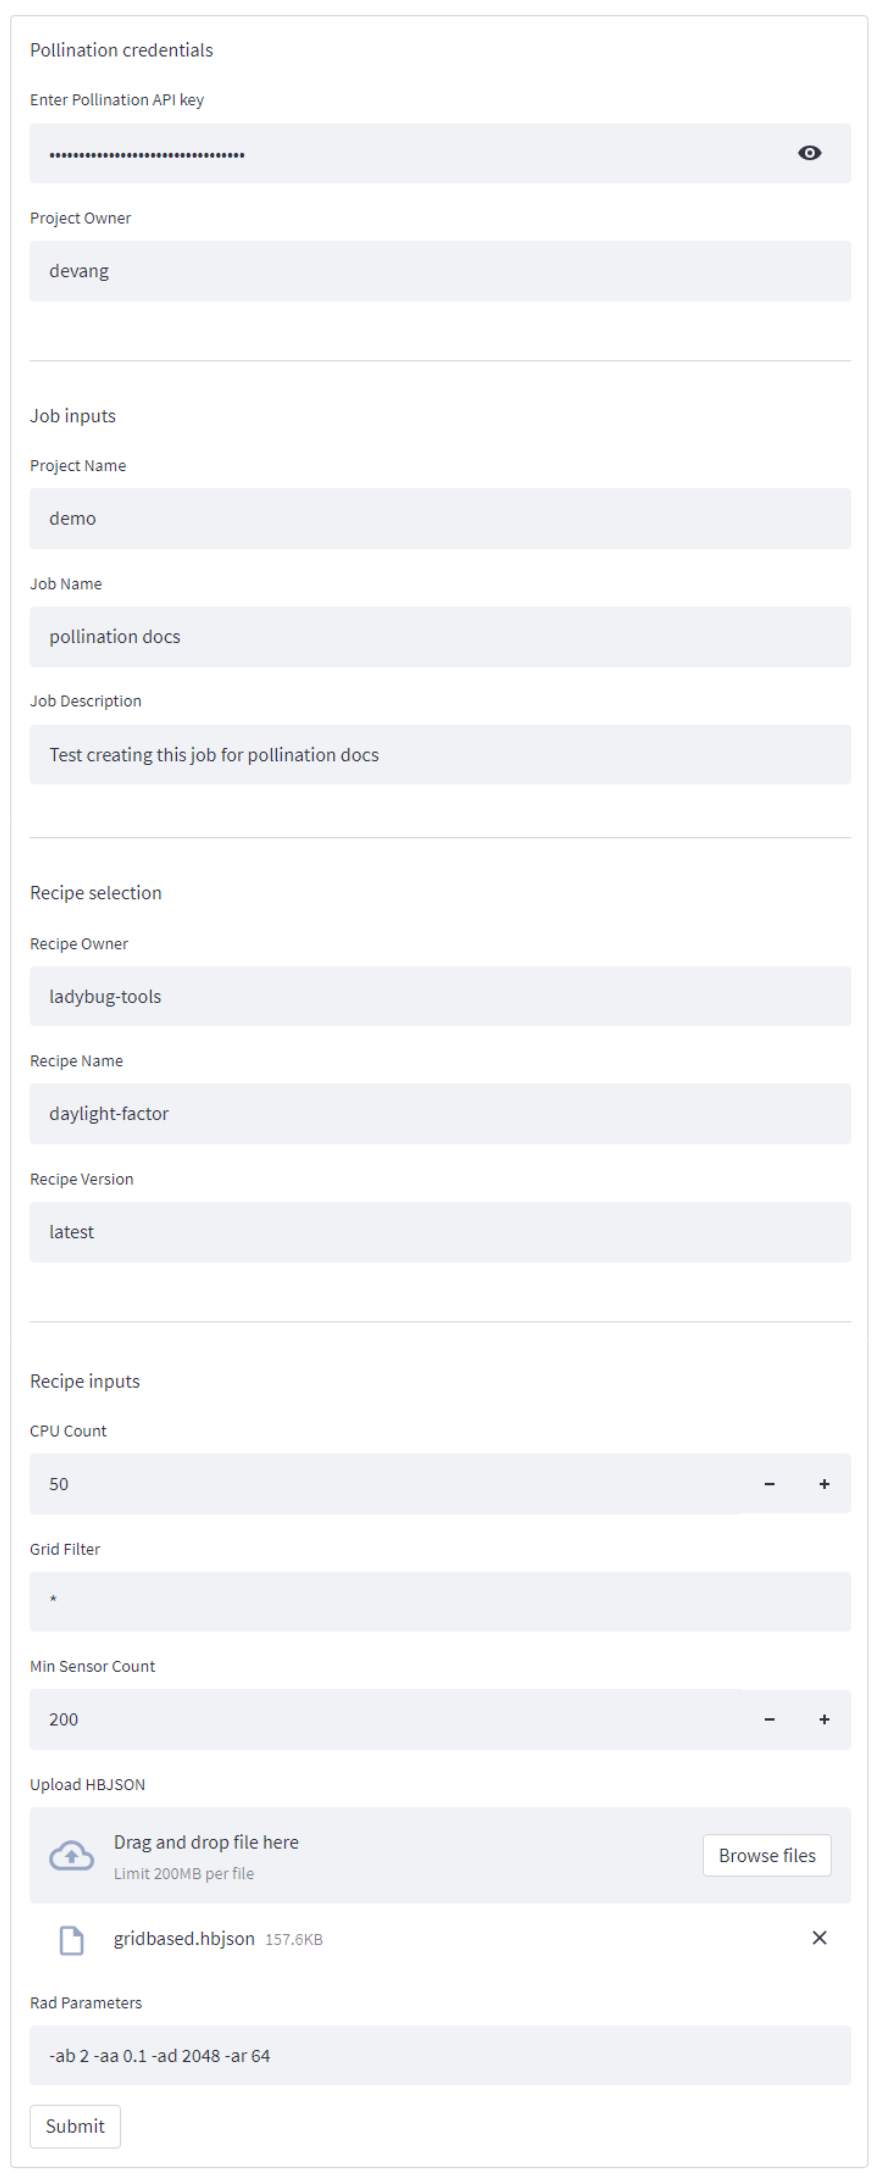 Pollination credentials
Enter Pollination API key
••••••••••••••••••••••••••••••••
Project Owner
devang
Job inputs
Project Name
demo
Job Name
pollination docs
Job Description
Test creating this job for pollination docs
Recipe selection
Recipe Owner
ladybug-tools
Recipe Name
daylight-factor
Recipe Version
latest
Recipe inputs
CPU Count
50 − +
Grid Filter
*
Min Sensor Count
200 − +
Upload HBJSON
Drag and drop file here
Limit 200MB per file
Browse files
gridbased.hbjson 157.6KB
Rad Parameters
-ab 2 -aa 0.1 -ad 2048 -ar 64
Submit